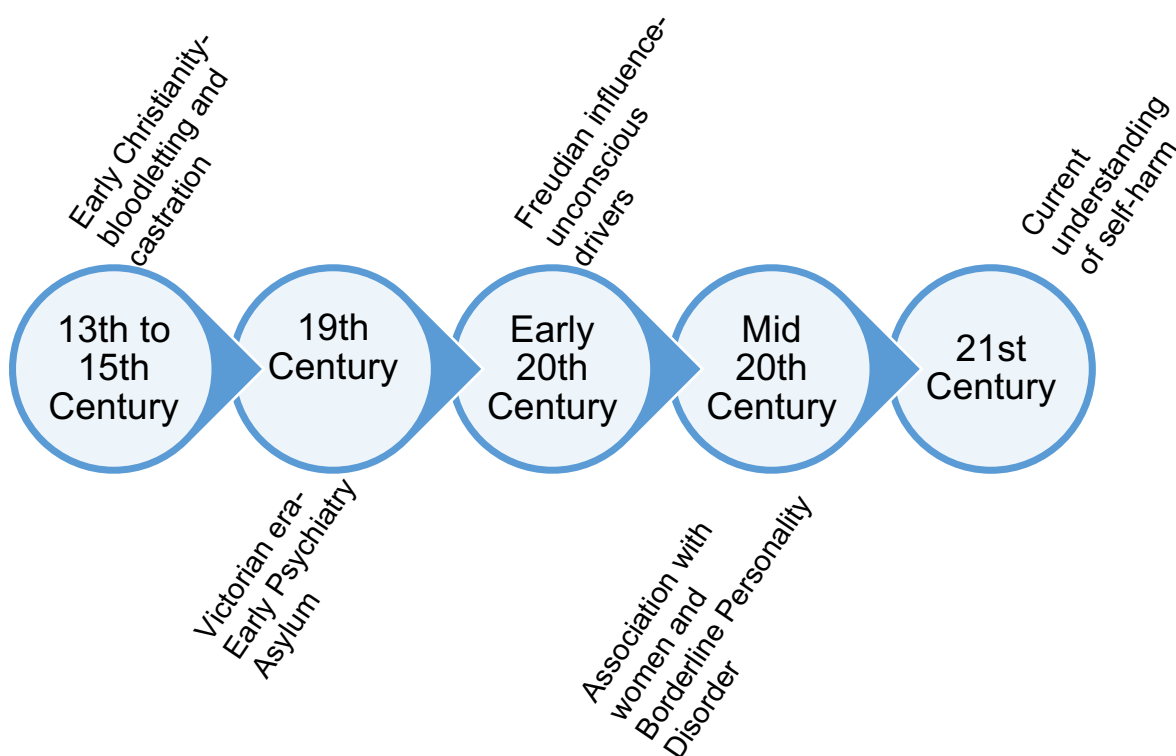 Early Christianity-
bloodletting and
castration
13th to
15th
Century
19th
Century
Victorian era-
Early Psychiatry
Asylum
Freudian influence-
unconscious
drivers
Early
20th
Century
Mid
20th
Century
Association with
women and
Borderline Personality
Disorder
Current
understanding
of self-harm
21st
Century